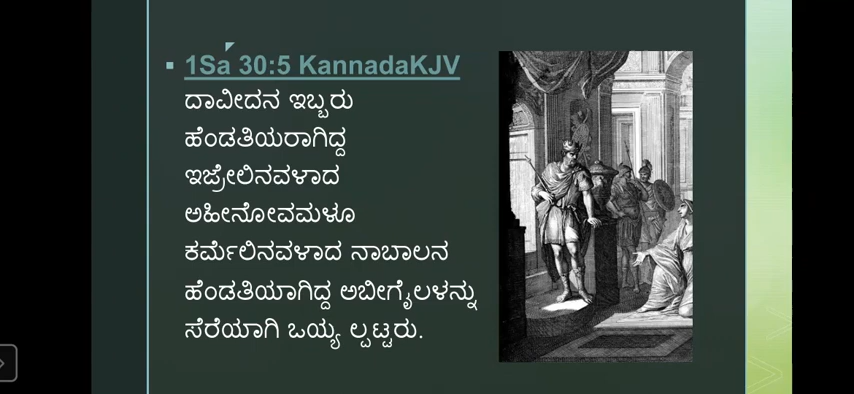 1Sa 30:5 KannadaKJV
ದಾವೀದನ ಇಬ್ಬರು
ಹೆಂಡತಿಯರಾಗಿದ್ದ
ಇಜ್ರೇಲಿನವಳಾದ
ಅಹೀನೋವಮಳೂ
ಕರ್ಮೆಲಿನವಳಾದ ನಾಬಾಲನ
ಹೆಂಡತಿಯಾಗಿದ್ದ ಅಬೀಗೈಲಳನ್ನು
ಸೆರೆಯಾಗಿ ಒಯ್ಯ ಲ್ಪಟ್ಟರು.